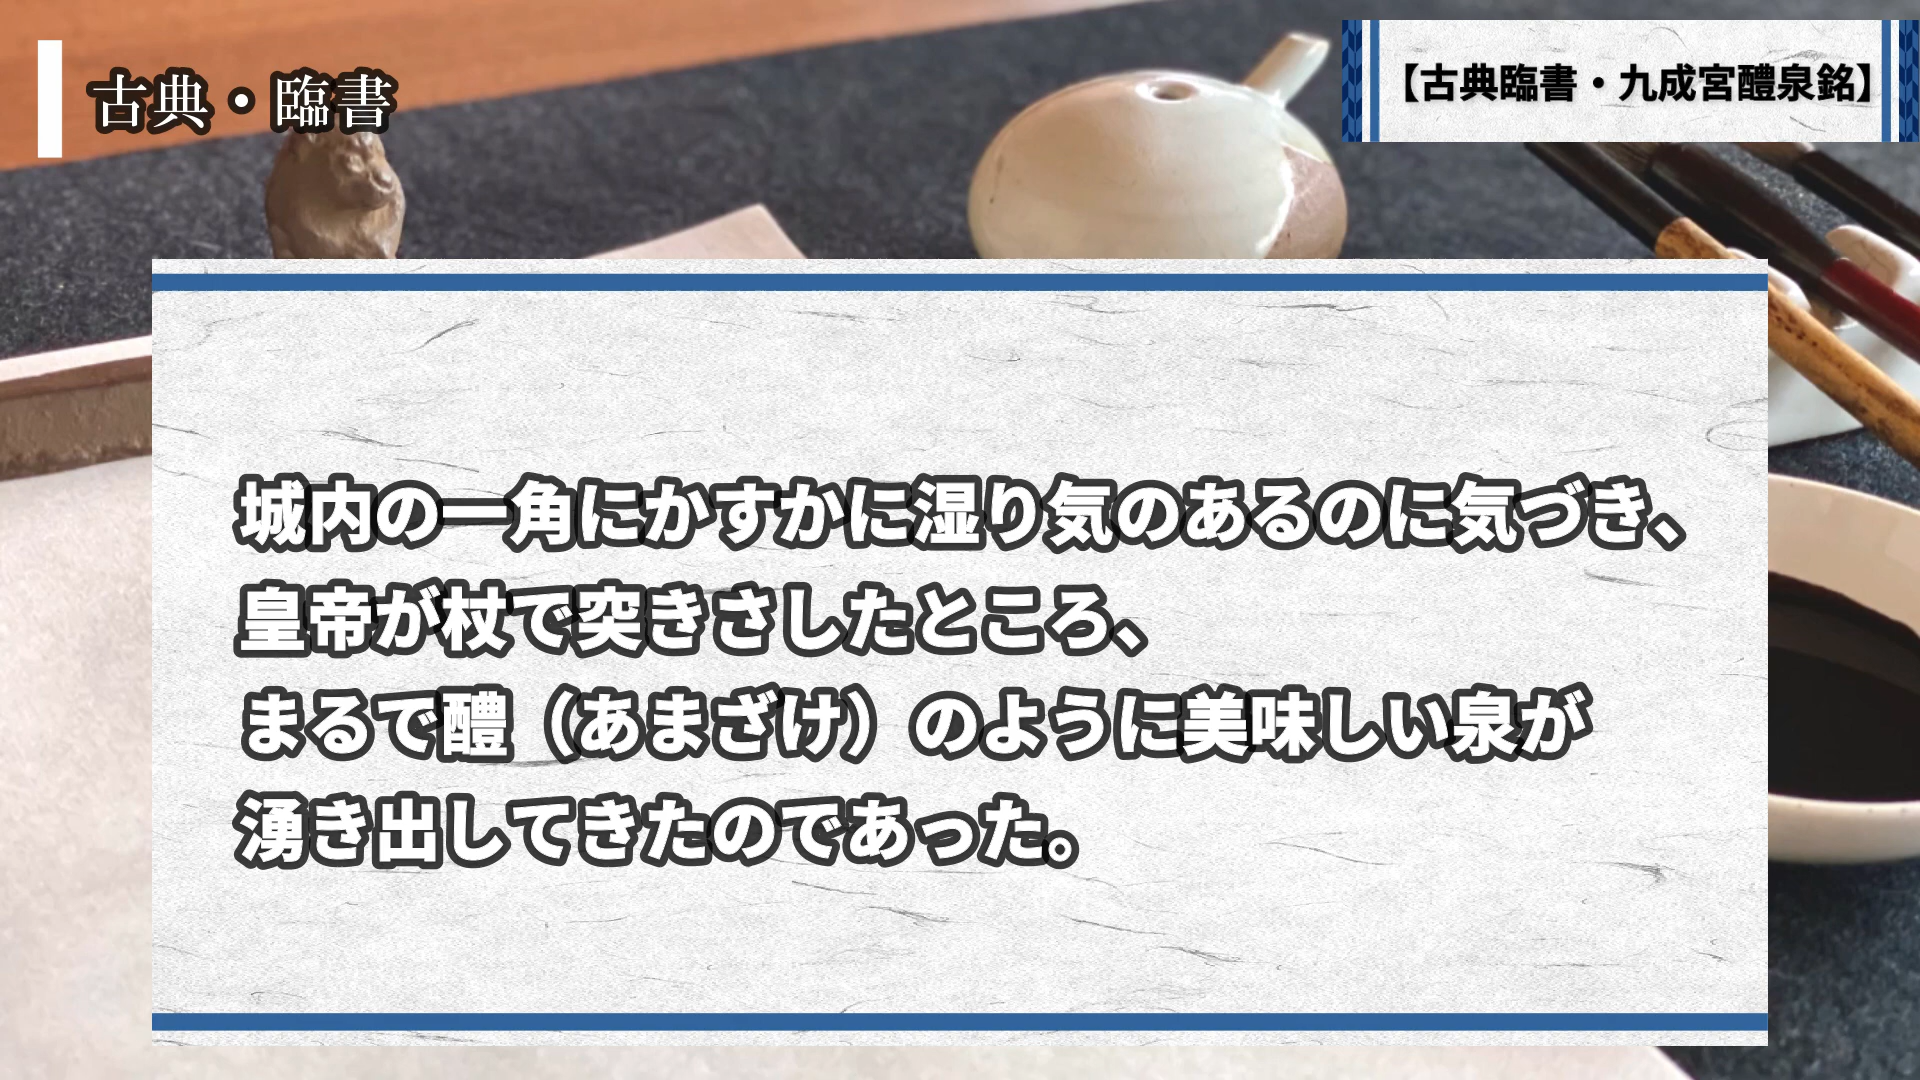 古典・臨書
【古典臨書・九成宮醴泉銘】
城内の一角にかすかに湿り気のあるのに気づき、
皇帝が杖で突きさしたところ、
まるで醴（あまざけ）のように美味しい泉が
湧き出してきたのであった。